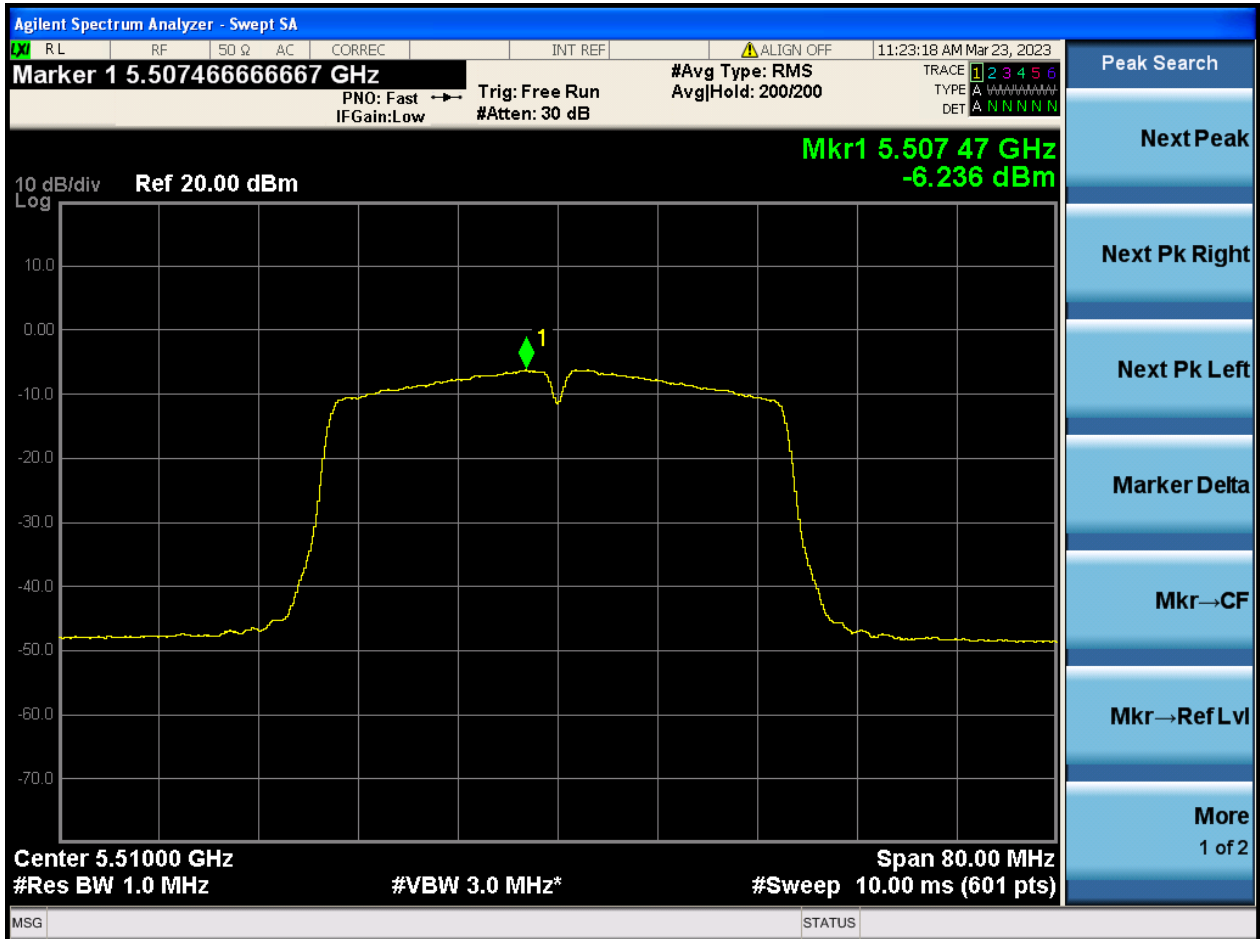 Agilent Spectrum Analyzer - Swept SA
LXI RL RF 50 Ω AC CORREC INT REF ALIGN OFF 11:23:18 AM Mar 23, 2023
Marker 1 5.507466666667 GHz
PNO: Fast
IFGain:Low
Trig: Free Run
#Atten: 30 dB
#Avg Type: RMS
Avg|Hold: 200/200
TRACE 1 2 3 4 5 6
TYPE A WWWWW
DET A N N N N N
Mkr1 5.507 47 GHz
-6.236 dBm
10 dB/div Ref 20.00 dBm
Log
10.0
0.00
-10.0
-20.0
-30.0
-40.0
-50.0
-60.0
-70.0
1
Center 5.51000 GHz Span 80.00 MHz
#Res BW 1.0 MHz #VBW 3.0 MHz* #Sweep 10.00 ms (601 pts)
MSG STATUS
Peak Search
Next Peak
Next Pk Right
Next Pk Left
Marker Delta
Mkr→CF
Mkr→Ref Lvl
More
1 of 2